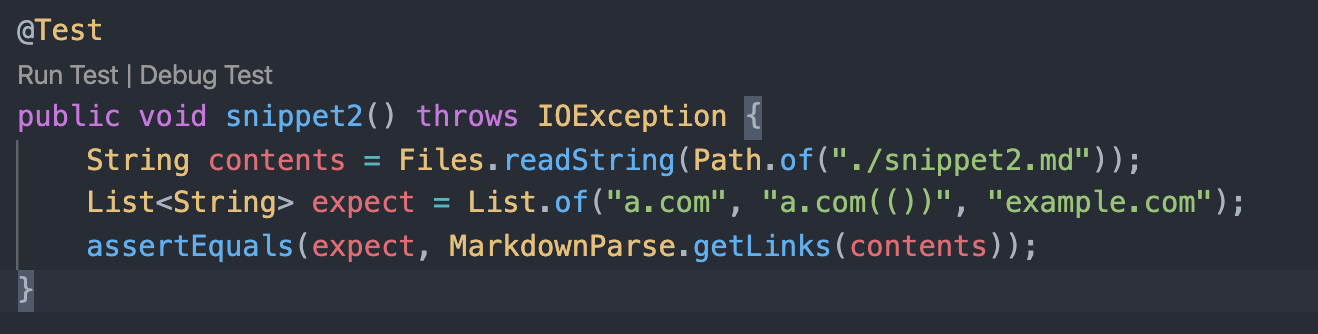 @Test
Run Test | Debug Test
public void snippet2() throws IOException {
String contents = Files.readString(Path.of("./snippet2.md"));
List<String> expect = List.of("a.com", "a.com(())", "example.com");
assertEquals(expect, MarkdownParse.getLinks(contents));
}